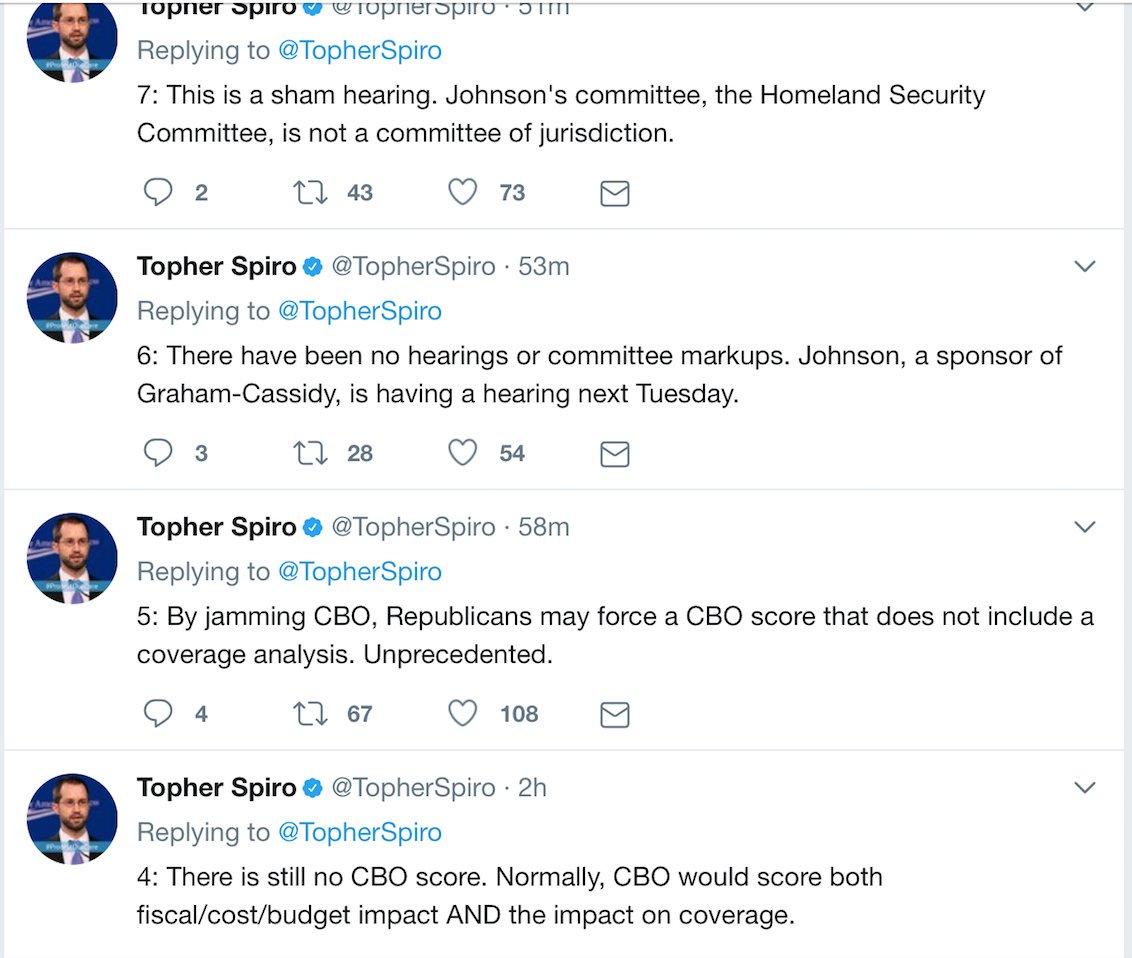 Topher Spiro @TopherSpiro · 51m
Replying to @TopherSpiro
7: This is a sham hearing. Johnson's committee, the Homeland Security
Committee, is not a committee of jurisdiction.
2 43 73
Topher Spiro @TopherSpiro · 53m
Replying to @TopherSpiro
6: There have been no hearings or committee markups. Johnson, a sponsor of
Graham-Cassidy, is having a hearing next Tuesday.
3 28 54
Topher Spiro @TopherSpiro · 58m
Replying to @TopherSpiro
5: By jamming CBO, Republicans may force a CBO score that does not include a
coverage analysis. Unprecedented.
4 67 108
Topher Spiro @TopherSpiro · 2h
Replying to @TopherSpiro
4: There is still no CBO score. Normally, CBO would score both
fiscal/cost/budget impact AND the impact on coverage.